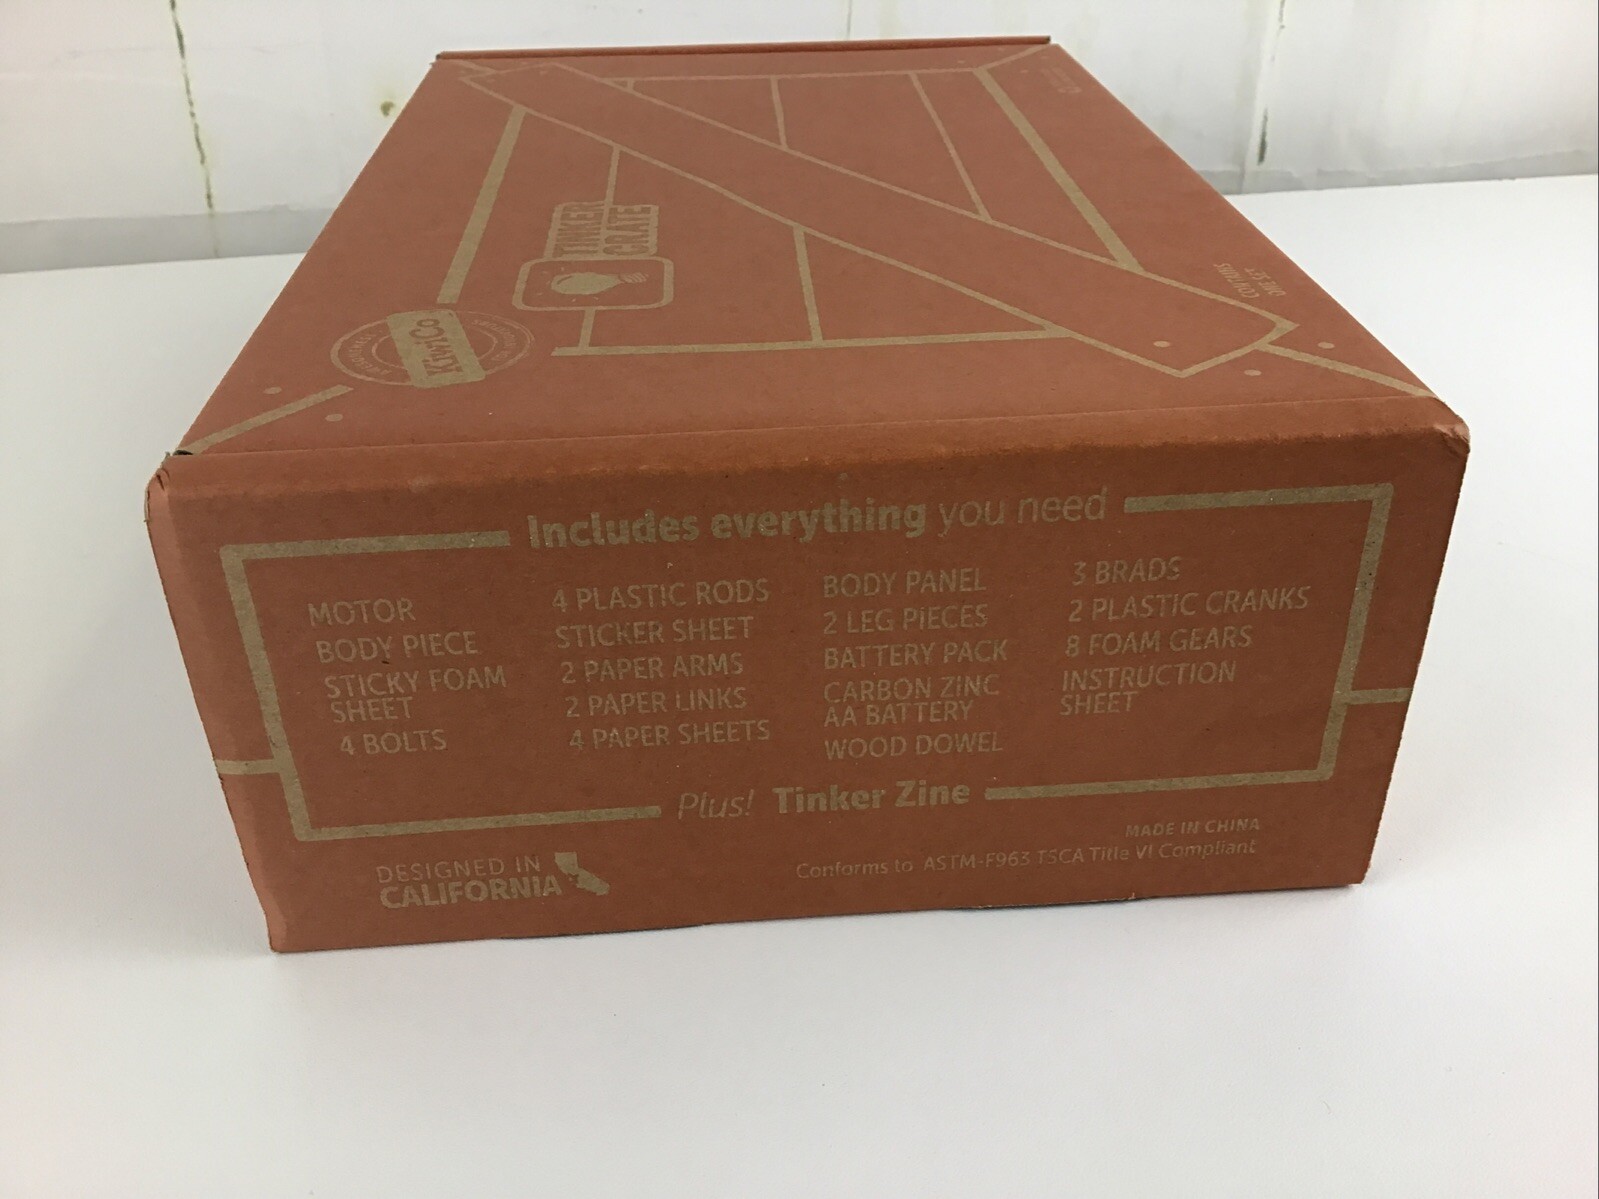 TINKER
CRATE
KiwiCo
CONTAINS
ONE SET
Includes everything you need
MOTOR
BODY PIECE
STICKY FOAM
SHEET
4 BOLTS
4 PLASTIC RODS
STICKER SHEET
2 PAPER ARMS
2 PAPER LINKS
4 PAPER SHEETS
BODY PANEL
2 LEG PIECES
BATTERY PACK
CARBON ZINC
AA BATTERY
WOOD DOWEL
3 BRADS
2 PLASTIC CRANKS
8 FOAM GEARS
INSTRUCTION
SHEET
Plus! Tinker Zine
DESIGNED IN
CALIFORNIA
MADE IN CHINA
Conforms to ASTM-F963 TSCA Title VI Compliant